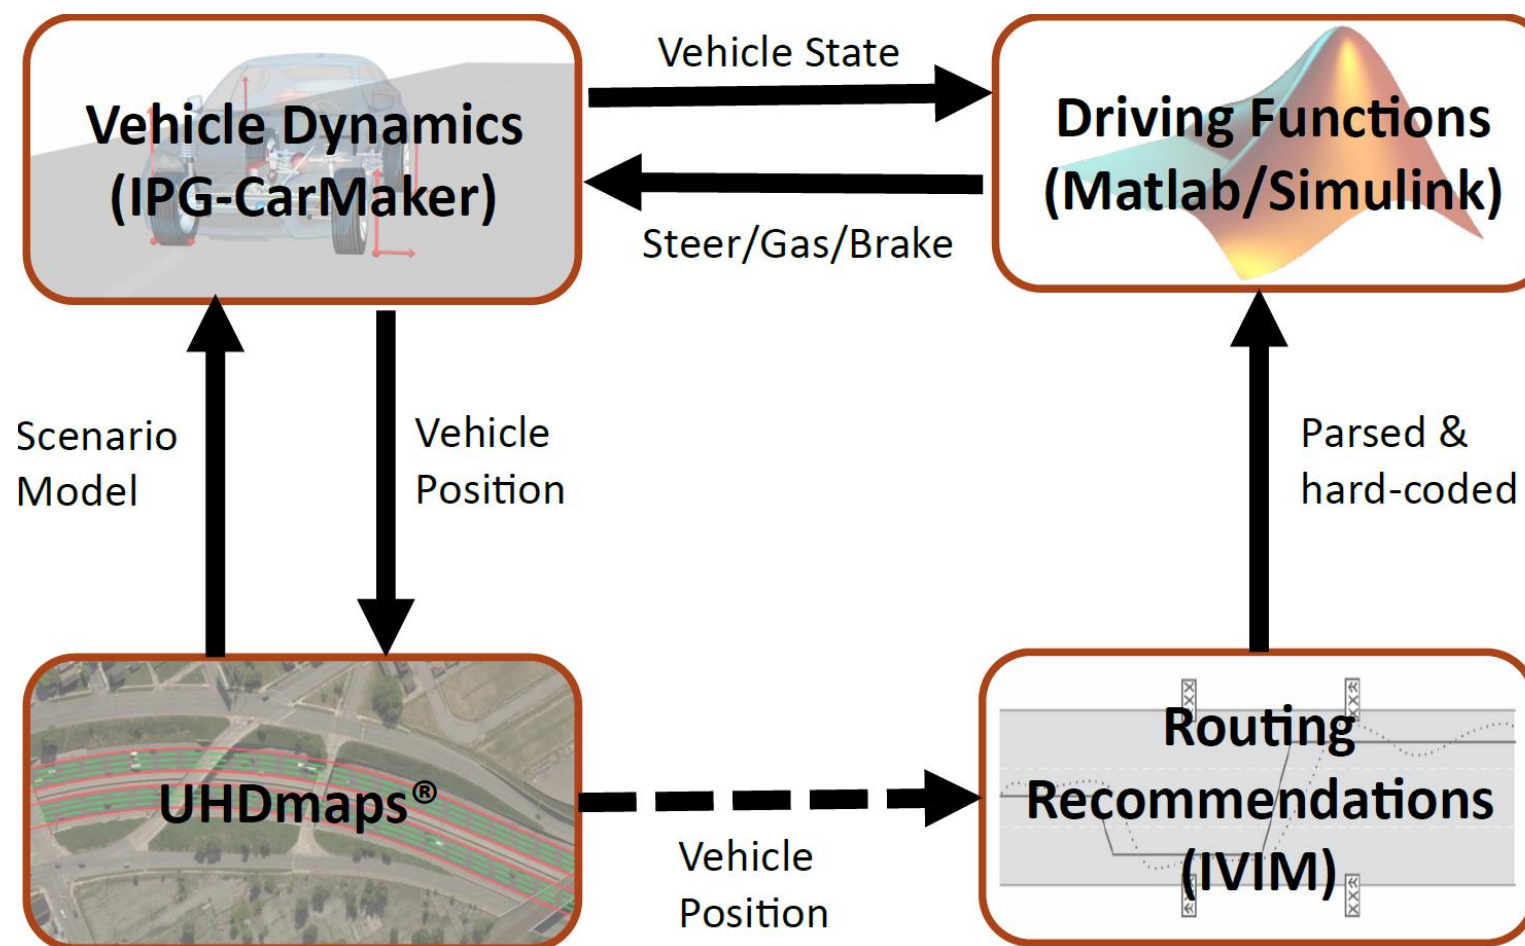 Vehicle Dynamics
(IPG-CarMaker)
Vehicle State
Steer/Gas/Brake
Driving Functions
(Matlab/Simulink)
Scenario
Model
Vehicle
Position
Parsed &
hard-coded
UHDmaps®
Vehicle
Position
Routing
Recommendations
(IVIM)